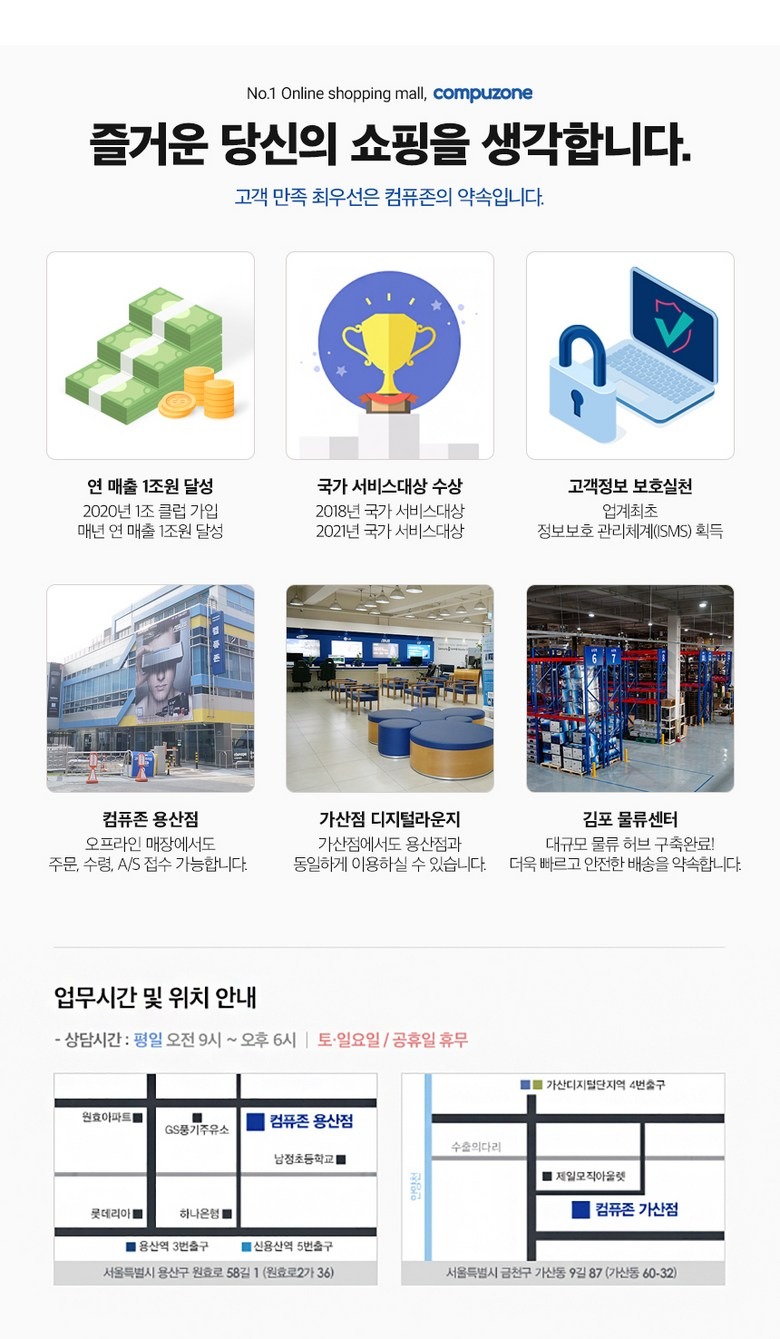 No.1 Online shopping mall, compuzone
즐거운 당신의 쇼핑을 생각합니다.
고객 만족 최우선은 컴퓨존의 약속입니다.
연 매출 1조원 달성
2020년 1조 클럽 가입
매년 연 매출 1조원 달성
국가 서비스대상 수상
2018년 국가 서비스대상
2021년 국가 서비스대상
고객정보 보호실천
업계최초
정보보호 관리체계(ISMS) 획득
컴퓨존
6 7
컴퓨존 용산점
오프라인 매장에서도
주문, 수령, A/S 접수 가능합니다.
가산점 디지털라운지
가산점에서도 용산점과
동일하게 이용하실 수 있습니다.
김포 물류센터
대규모 물류 허브 구축완료!
더욱 빠르고 안전한 배송을 약속합니다.
업무시간 및 위치 안내
- 상담시간 : 평일 오전 9시 ~ 오후 6시 | 토·일요일 / 공휴일 휴무
원효아파트
GS풍기주유소
컴퓨존 용산점
남정초등학교
롯데리아
하나은행
용산역 3번출구
신용산역 5번출구
서울특별시 용산구 원효로 58길 1 (원효로2가 36)
가산디지털단지역 4번출구
수출의다리
안양천
제일모직아울렛
컴퓨존 가산점
서울특별시 금천구 가산동 9길 87 (가산동 60-32)